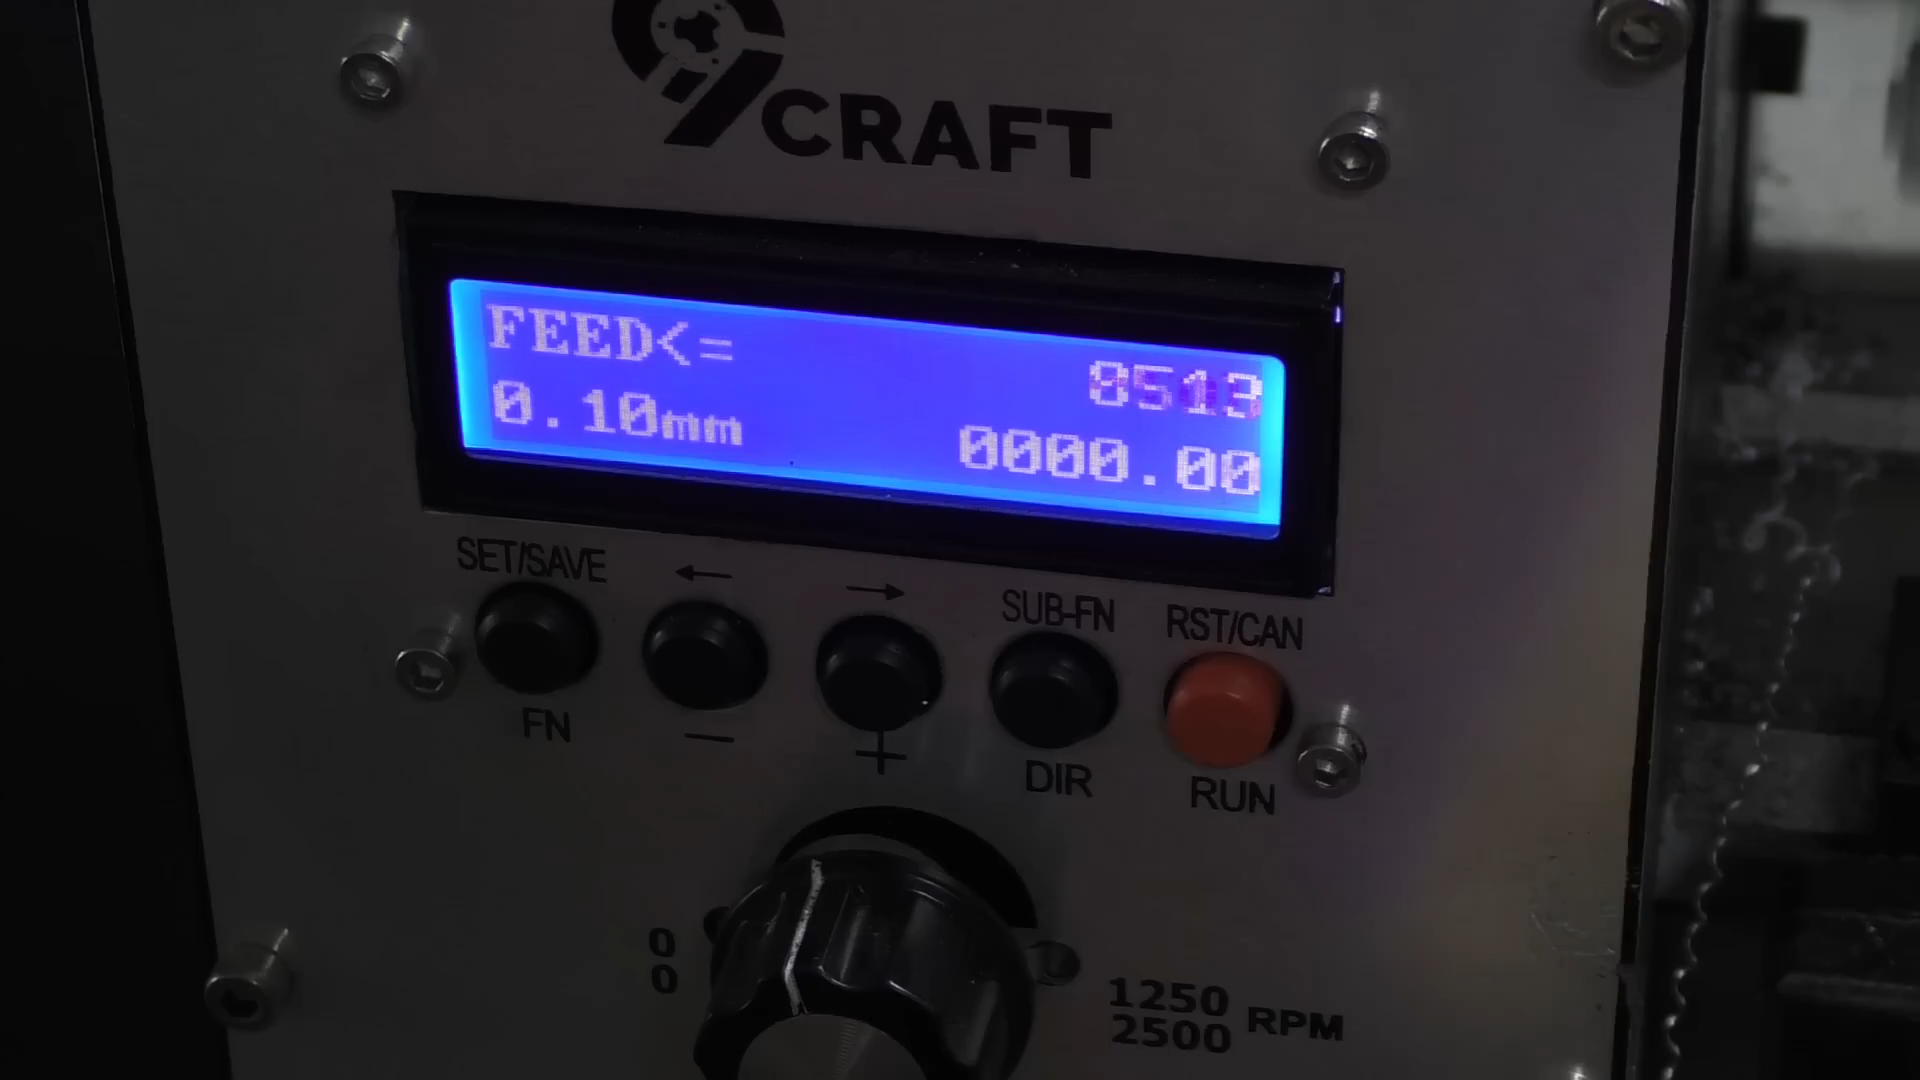 CRAFT
FEED<=
0513
0.10mm
0000.00
SET/SAVE
←
→
SUB-FN
RST/CAN
FN
−
+
DIR
RUN
0
0
1250
2500
RPM